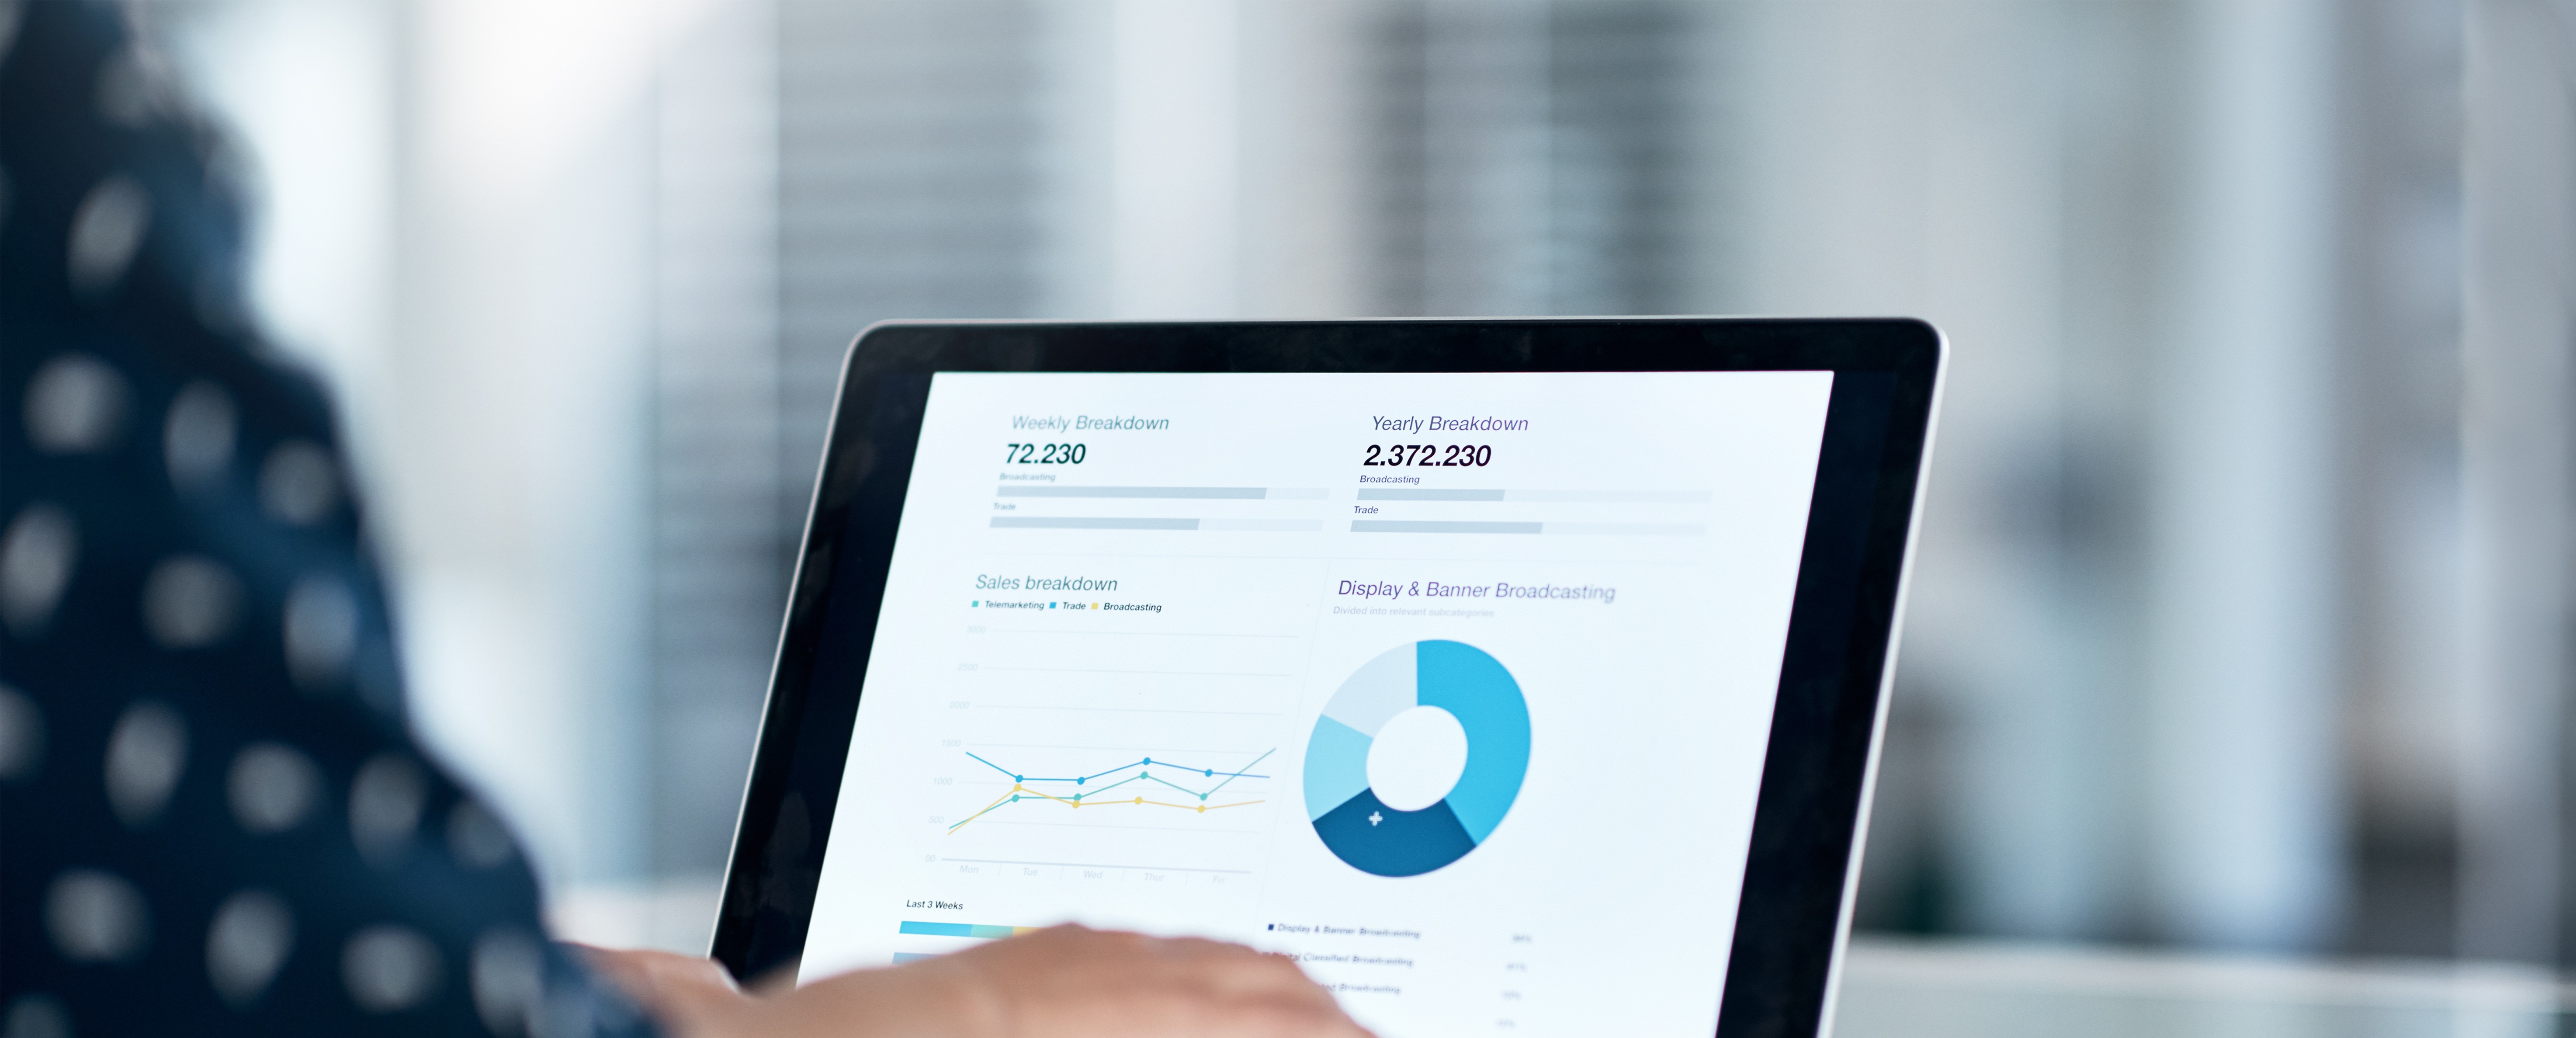 Weekly Breakdown
72.230
Broadcasting
Trade
Yearly Breakdown
2.372.230
Broadcasting
Trade
Sales breakdown
Telemarketing Trade Broadcasting
3000
2500
2000
1500
1000
500
00
Mon Tue Wed Thur Fri
Display & Banner Broadcasting
Divided into relevant subcategories
Last 3 Weeks
Display & Banner Broadcasting
Classified Broadcasting
Broadcasting